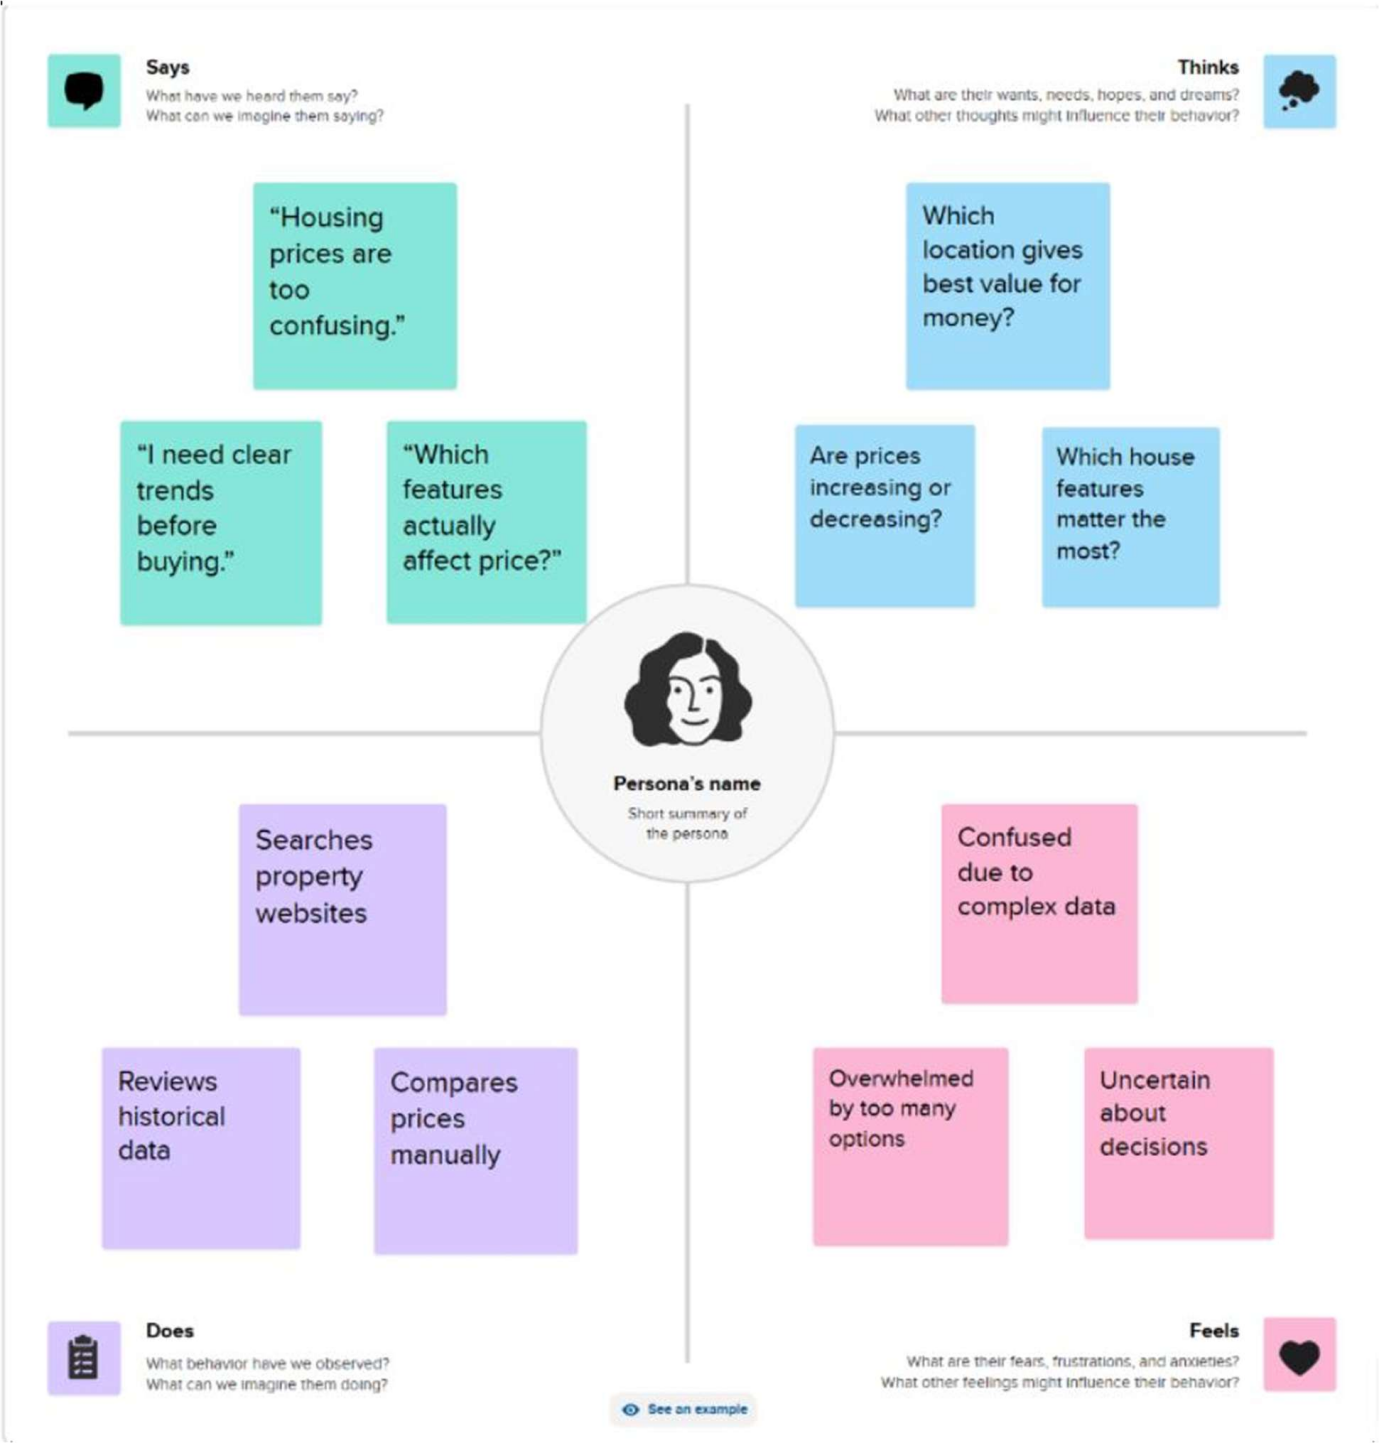 Says
What have we heard them say?
What can we imagine them saying?
Thinks
What are their wants, needs, hopes, and dreams?
What other thoughts might influence their behavior?
“Housing
prices are
too
confusing.”
“I need clear
trends
before
buying.”
“Which
features
actually
affect price?”
Which
location gives
best value for
money?
Are prices
increasing or
decreasing?
Which house
features
matter the
most?
Persona’s name
Short summary of
the persona
Searches
property
websites
Reviews
historical
data
Compares
prices
manually
Confused
due to
complex data
Overwhelmed
by too many
options
Uncertain
about
decisions
Does
What behavior have we observed?
What can we imagine them doing?
Feels
What are their fears, frustrations, and anxieties?
What other feelings might influence their behavior?
See an example